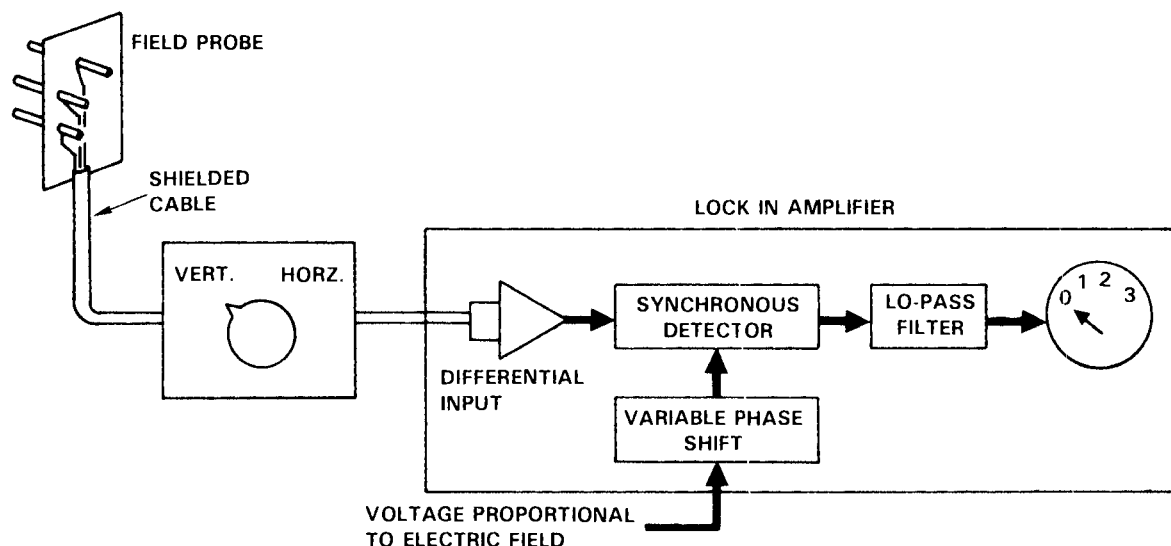 FIELD PROBE
SHIELDED
CABLE
LOCK IN AMPLIFIER
VERT. HORZ.
DIFFERENTIAL
INPUT
SYNCHRONOUS
DETECTOR
LO-PASS
FILTER
0 1 2 3
VARIABLE PHASE
SHIFT
VOLTAGE PROPORTIONAL
TO ELECTRIC FIELD